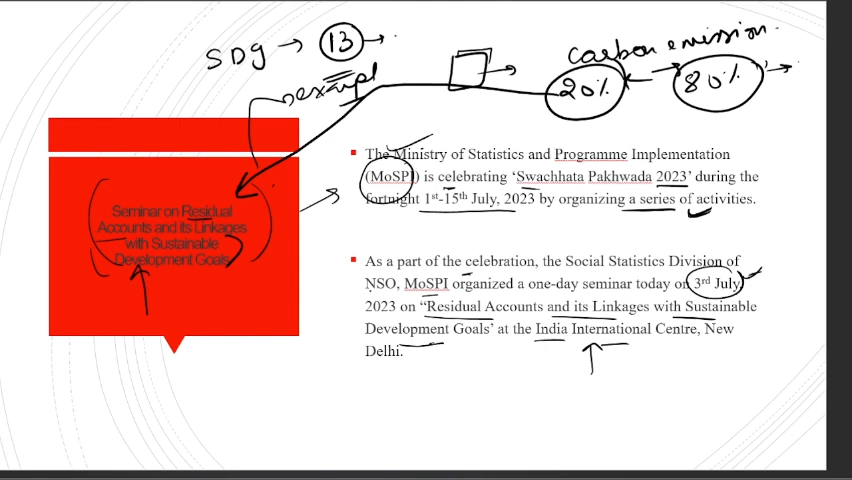 SDG → 13 →
exampl
carbon emission
20%
80%
Seminar on Residual
Accounts and its Linkages
with Sustainable
Development Goals
The Ministry of Statistics and Programme Implementation
(MoSPI) is celebrating ‘Swachhata Pakhwada 2023’ during the
fortnight 1st-15th July, 2023 by organizing a series of activities.
As a part of the celebration, the Social Statistics Division of
NSO, MoSPI organized a one-day seminar today on 3rd July,
2023 on “Residual Accounts and its Linkages with Sustainable
Development Goals’ at the India International Centre, New
Delhi.